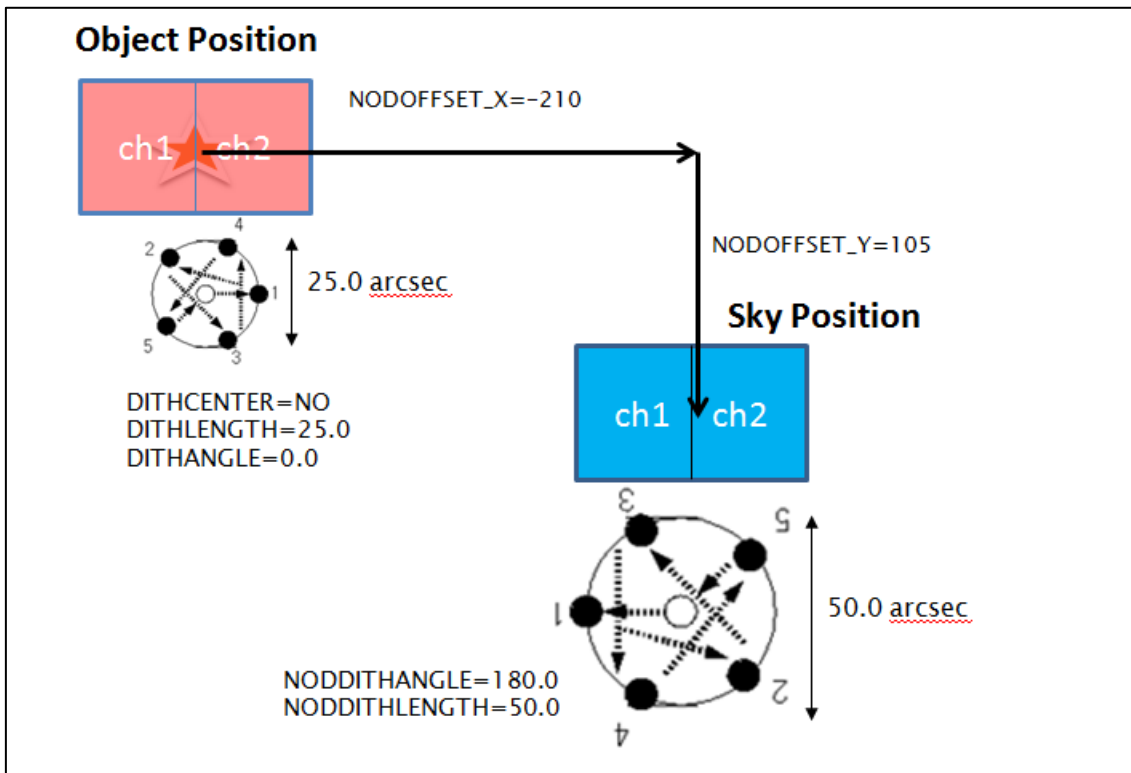 Object Position
NODOFFSET_X=-210
ch1 ch2
4
2
1
5
3
25.0 arcsec
NODOFFSET_Y=105
DITHCENTER=NO
DITHLENGTH=25.0
DITHANGLE=0.0
Sky Position
ch1 ch2
3
5
1
2
4
50.0 arcsec
NODDITHANGLE=180.0
NODDITHLENGTH=50.0